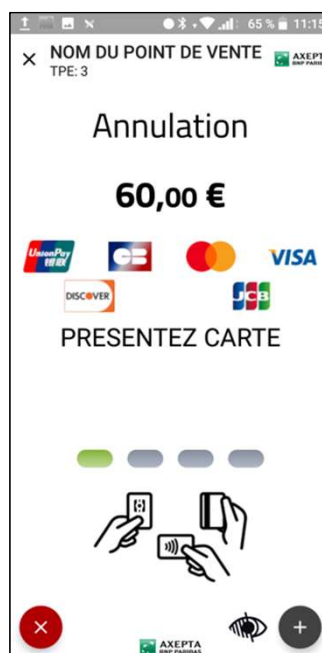 65 % 11:15
NOM DU POINT DE VENTE
AXEPTA
BNP PARIBAS
TPE: 3
Annulation
60,00 €
UnionPay
银联
CB
VISA
DISCOVER
JCB
PRESENTEZ CARTE
AXEPTA
BNP PARIBAS